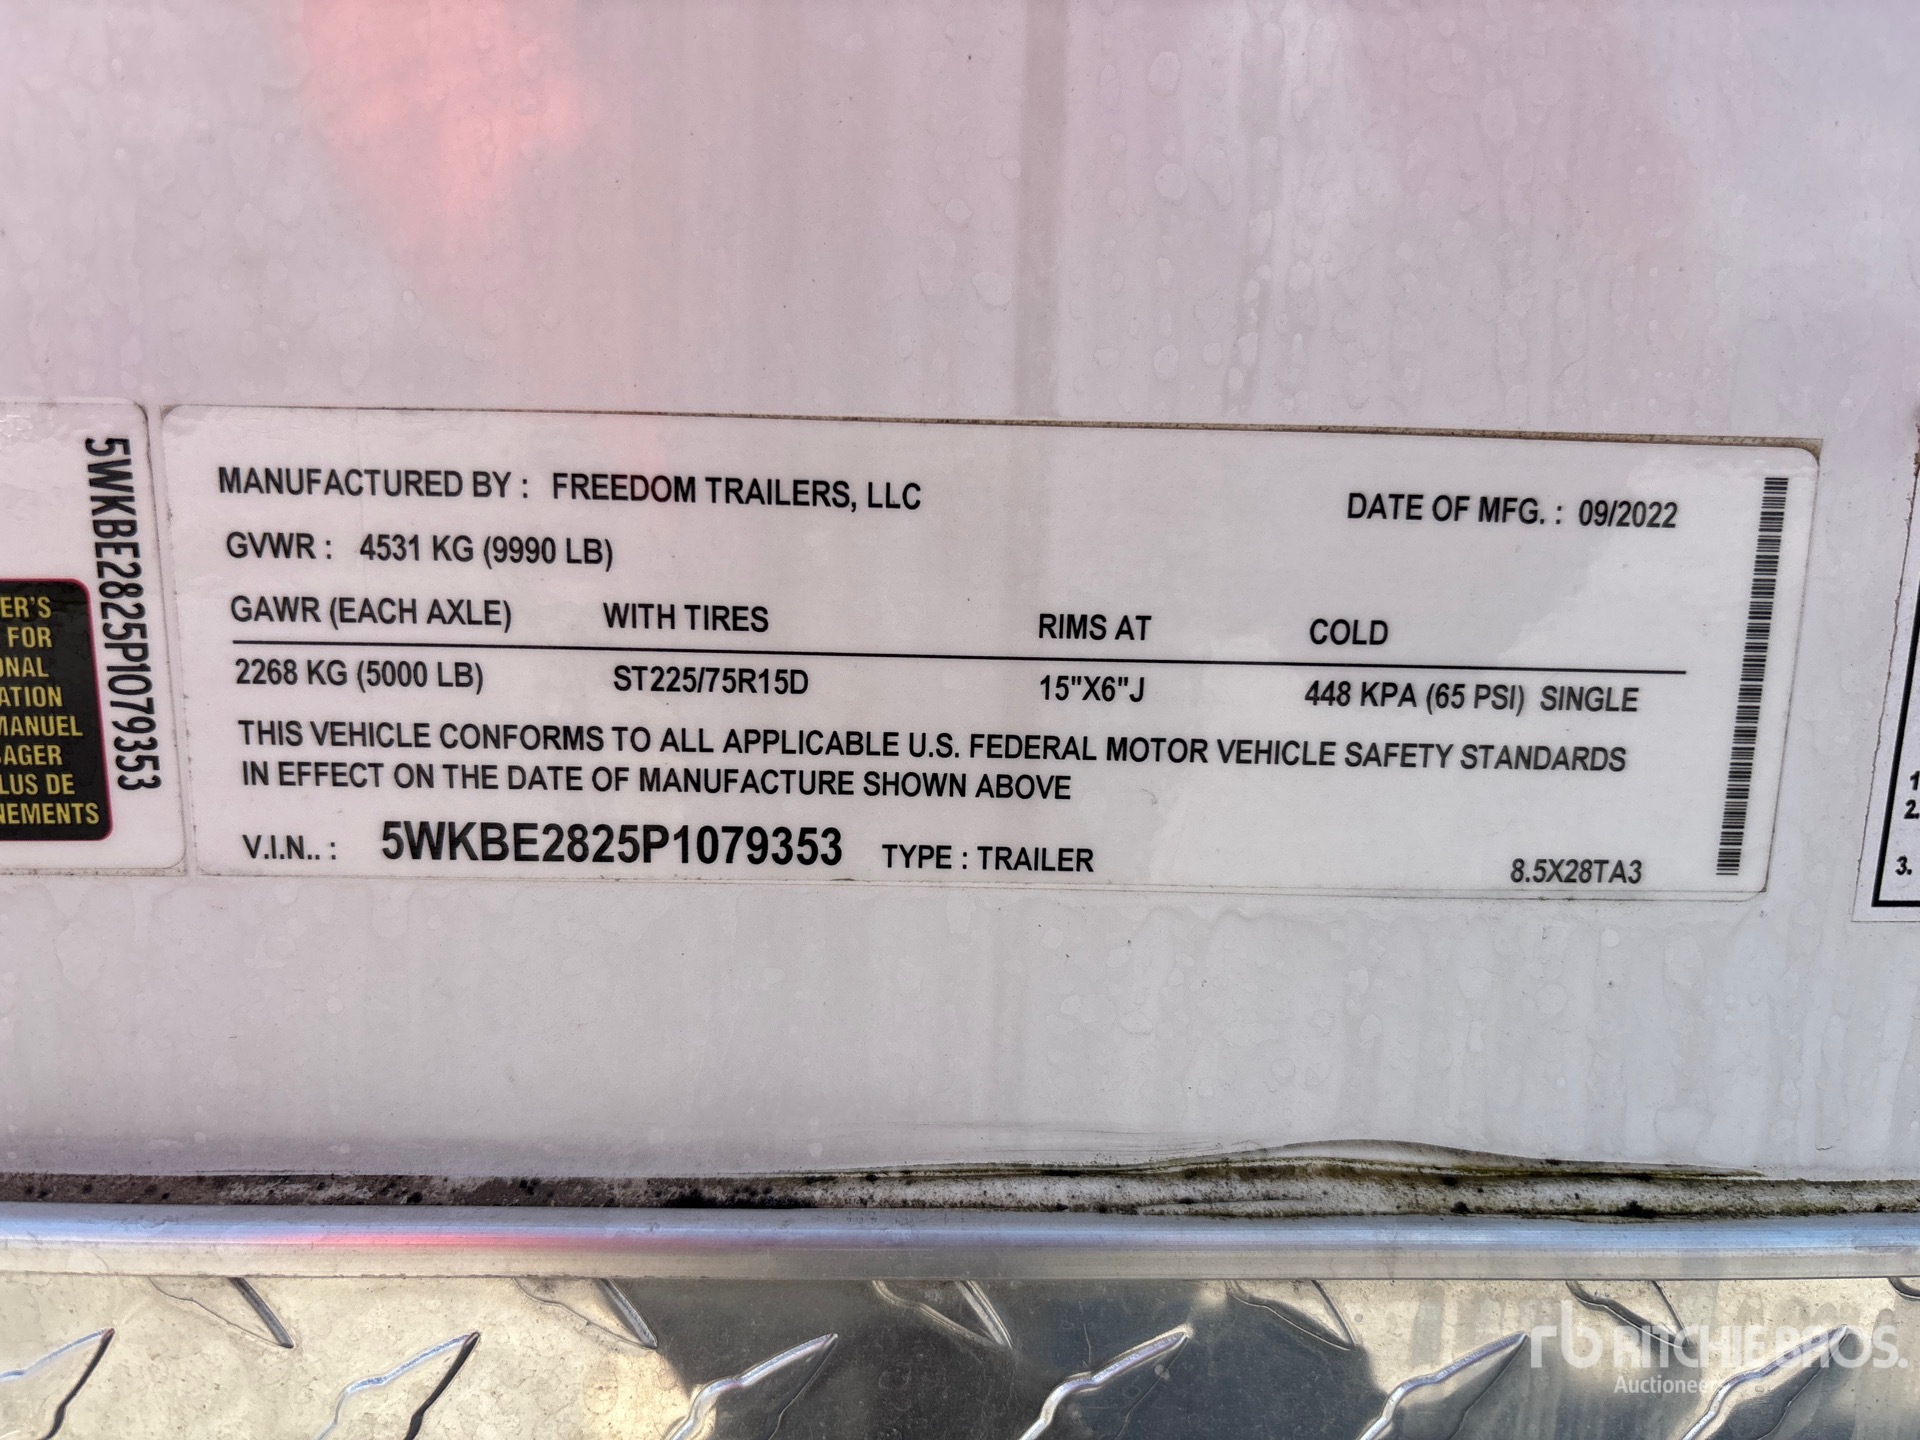 5WKBE2825P1079353
ER'S
FOR
ONAL
ATION
MANUEL
AGER
LUS DE
NEMENTS
MANUFACTURED BY : FREEDOM TRAILERS, LLC
DATE OF MFG. : 09/2022
GVWR : 4531 KG (9990 LB)
GAWR (EACH AXLE) WITH TIRES RIMS AT COLD
2268 KG (5000 LB) ST225/75R15D 15"X6"J 448 KPA (65 PSI) SINGLE
THIS VEHICLE CONFORMS TO ALL APPLICABLE U.S. FEDERAL MOTOR VEHICLE SAFETY STANDARDS
IN EFFECT ON THE DATE OF MANUFACTURE SHOWN ABOVE
V.I.N.. : 5WKBE2825P1079353 TYPE : TRAILER 8.5X28TA3
1
2.
3.
rb RITCHIE BROS.
Auctioneers